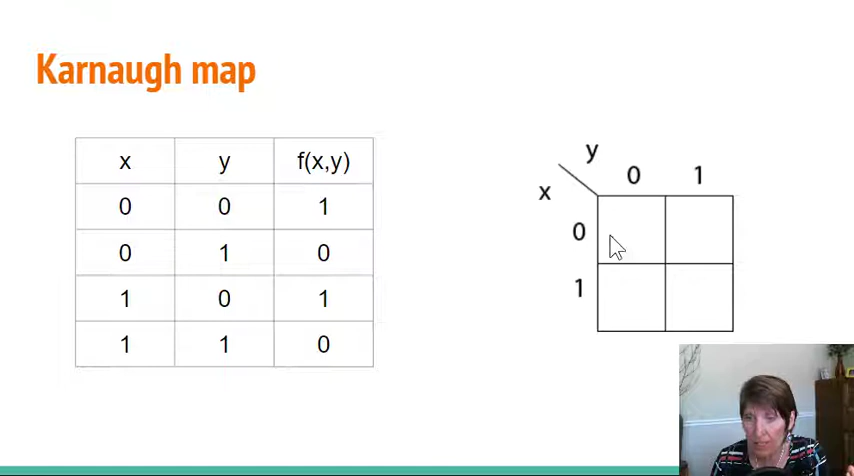 Karnaugh map
x y f(x,y)
0 0 1
0 1 0
1 0 1
1 1 0
y
x
0 1
0
1